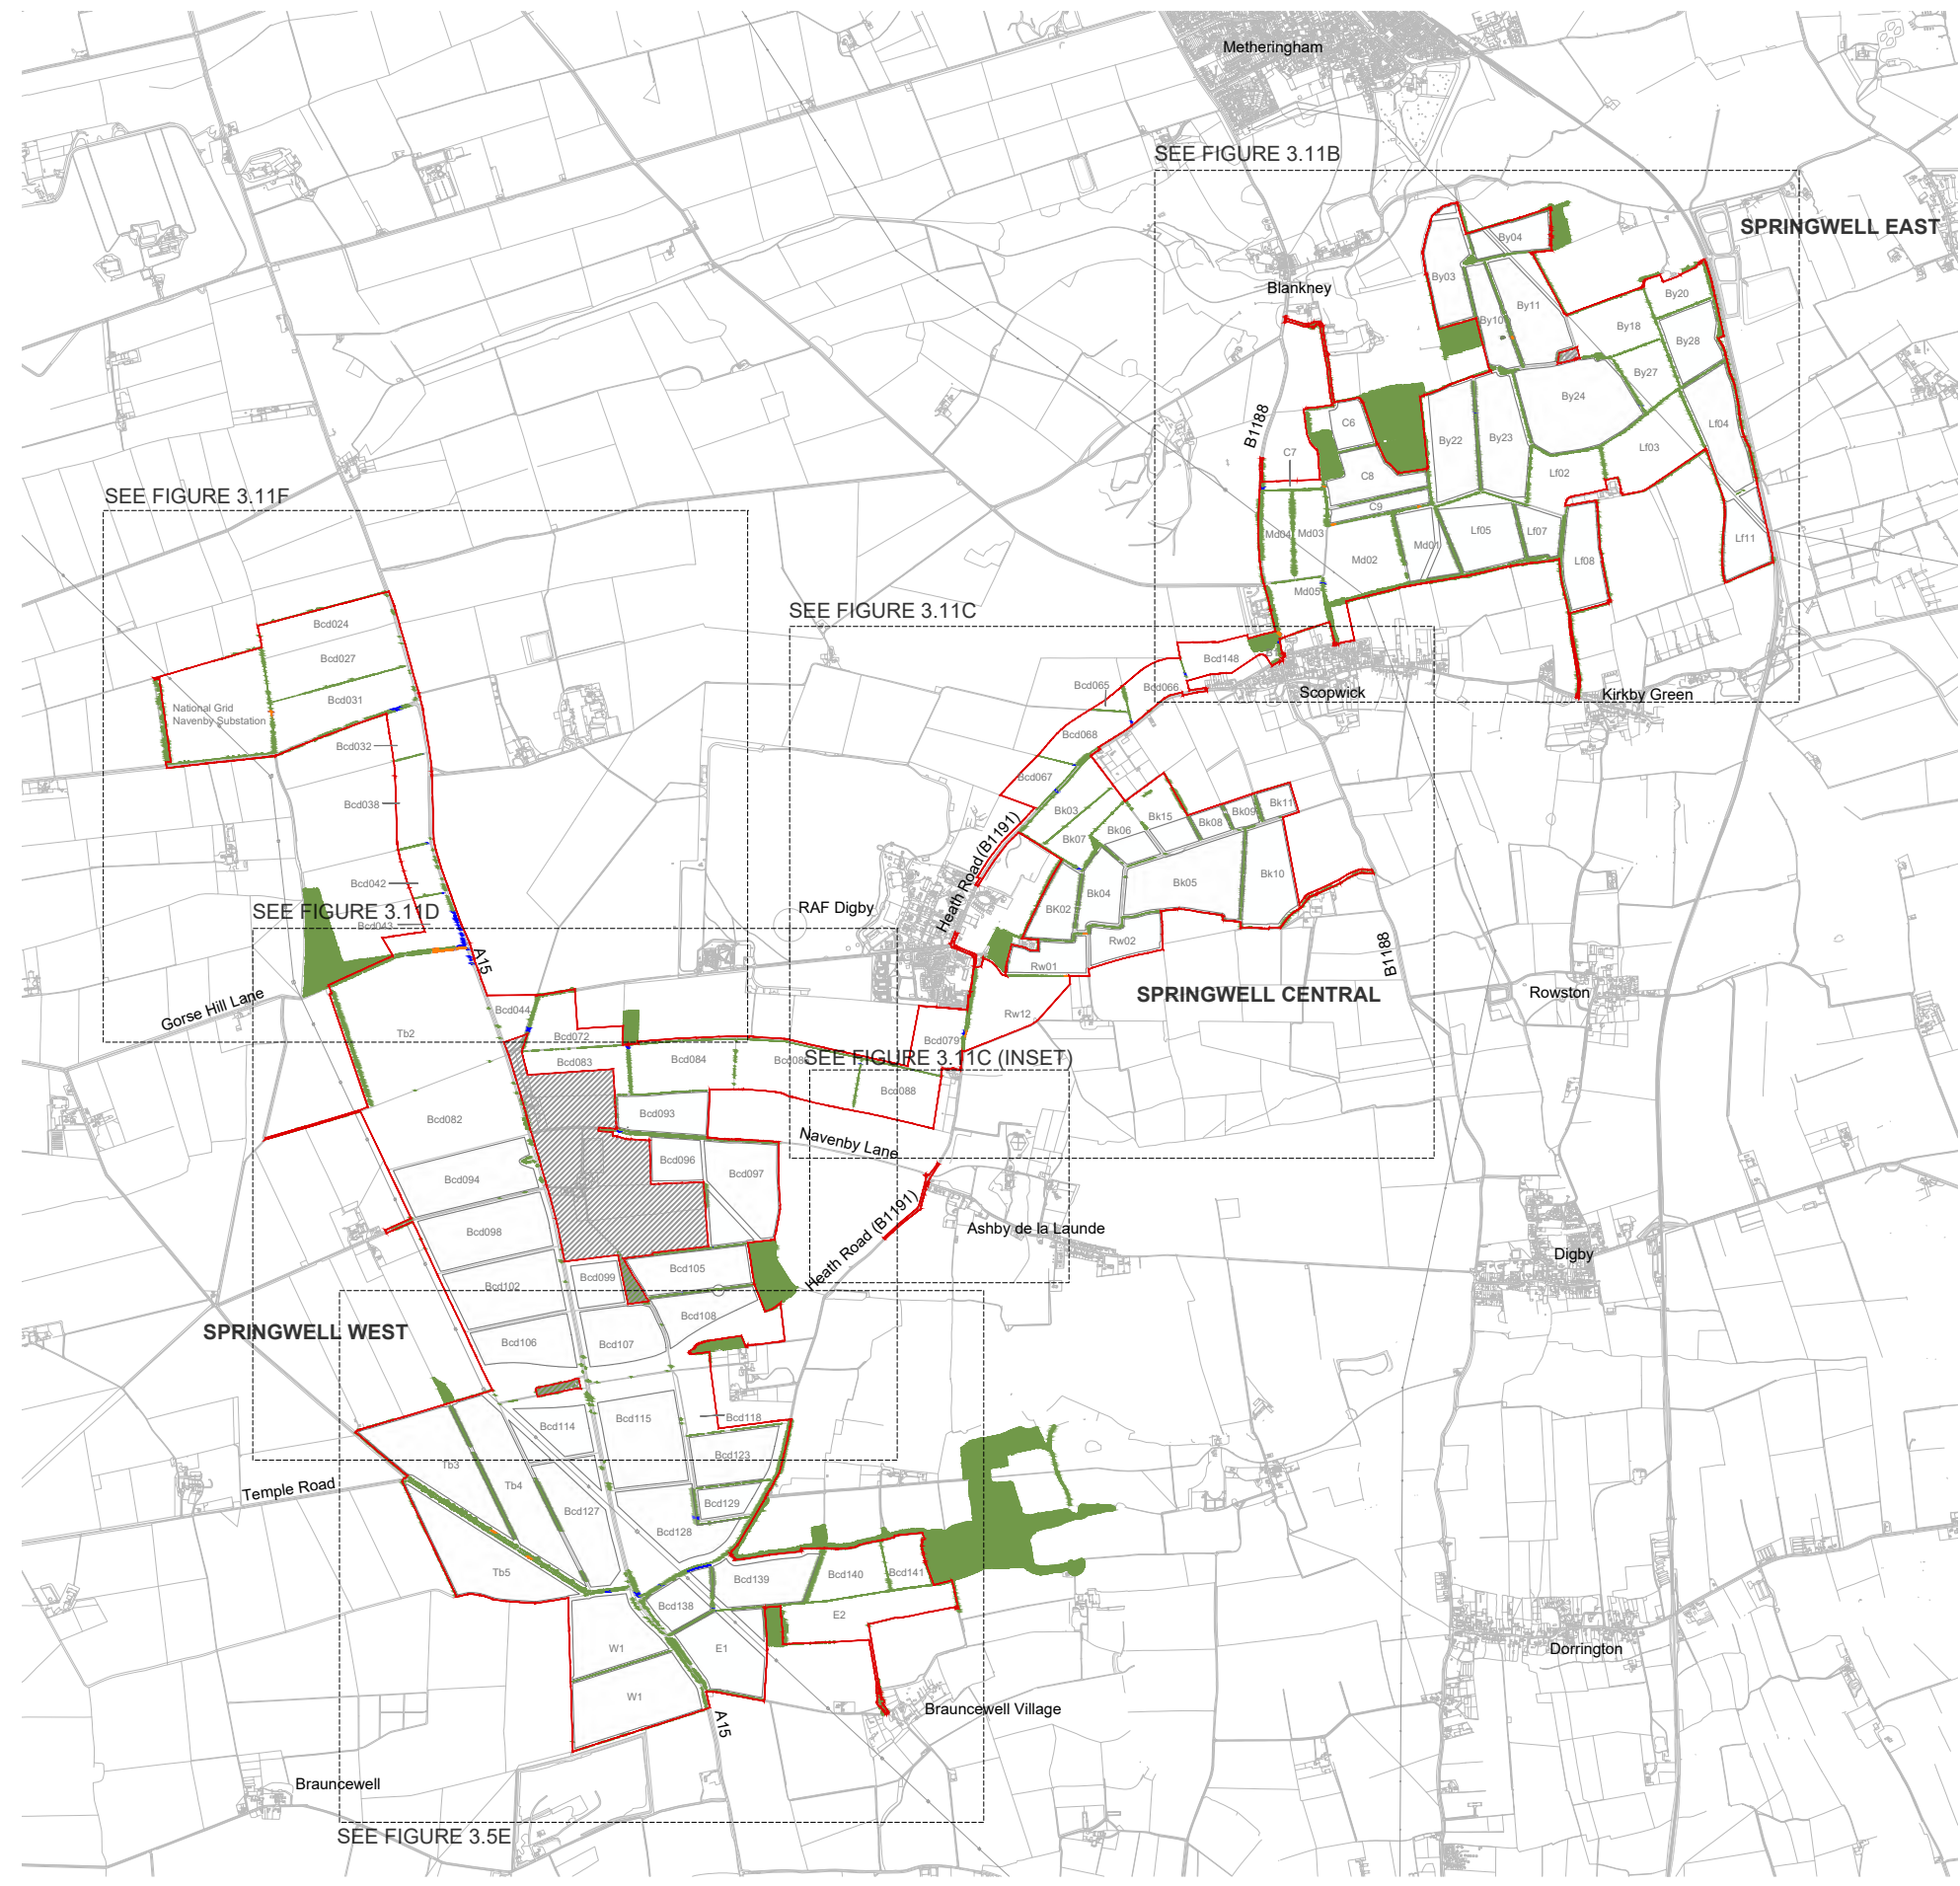 Metheringham
SEE FIGURE 3.11B
SPRINGWELL EAST
By04
By03
Blankney
By11
By20
By10
By18
By28
By27
By24
B1188
C6
By22
By23
Lf04
Lf03
C7
C8
Lf02
SEE FIGURE 3.11F
C9
Md04
Md03
Md01
Lf05
Lf07
Lf11
Md02
Lf08
Md05
SEE FIGURE 3.11C
Bcd024
Bcd027
Bcd148
Bcd065
Bcd066
Scopwick
Kirkby Green
Bcd031
National Grid
Navenby Substation
Bcd032
Bcd068
Bcd067
Bcd038
Bk03
Bk15
Bk09
Bk11
Bk08
Bk06
Bk07
Heath Road (B1191)
Bcd042
Bk04
Bk05
Bk10
SEE FIGURE 3.11D
RAF Digby
BK02
Bcd043
Rw02
A15
Rw01
B1188
SPRINGWELL CENTRAL
Rowston
Gorse Hill Lane
Bcd044
Rw12
Tb2
Bcd072
Bcd079
Bcd083
Bcd084
SEE FIGURE 3.11C (INSET)
Bcd088
Bcd093
Bcd082
Navenby Lane
Bcd096
Bcd097
Bcd094
Heath Road (B1191)
Ashby de la Launde
Bcd098
Digby
Bcd099
Bcd105
Bcd102
Bcd108
SPRINGWELL WEST
Bcd106
Bcd107
Bcd118
Bcd115
Bcd114
Bcd123
Tb3
Temple Road
Tb4
Bcd129
Bcd127
Bcd128
Tb5
Bcd139
Bcd140
Bcd141
Bcd138
E2
W1
E1
Dorrington
W1
Brauncewell Village
A15
Brauncewell
SEE FIGURE 3.5E